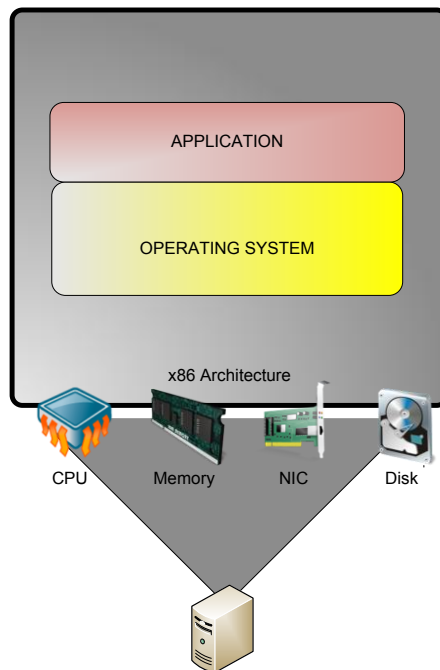 APPLICATION
OPERATING SYSTEM
x86 Architecture
CPU Memory NIC Disk